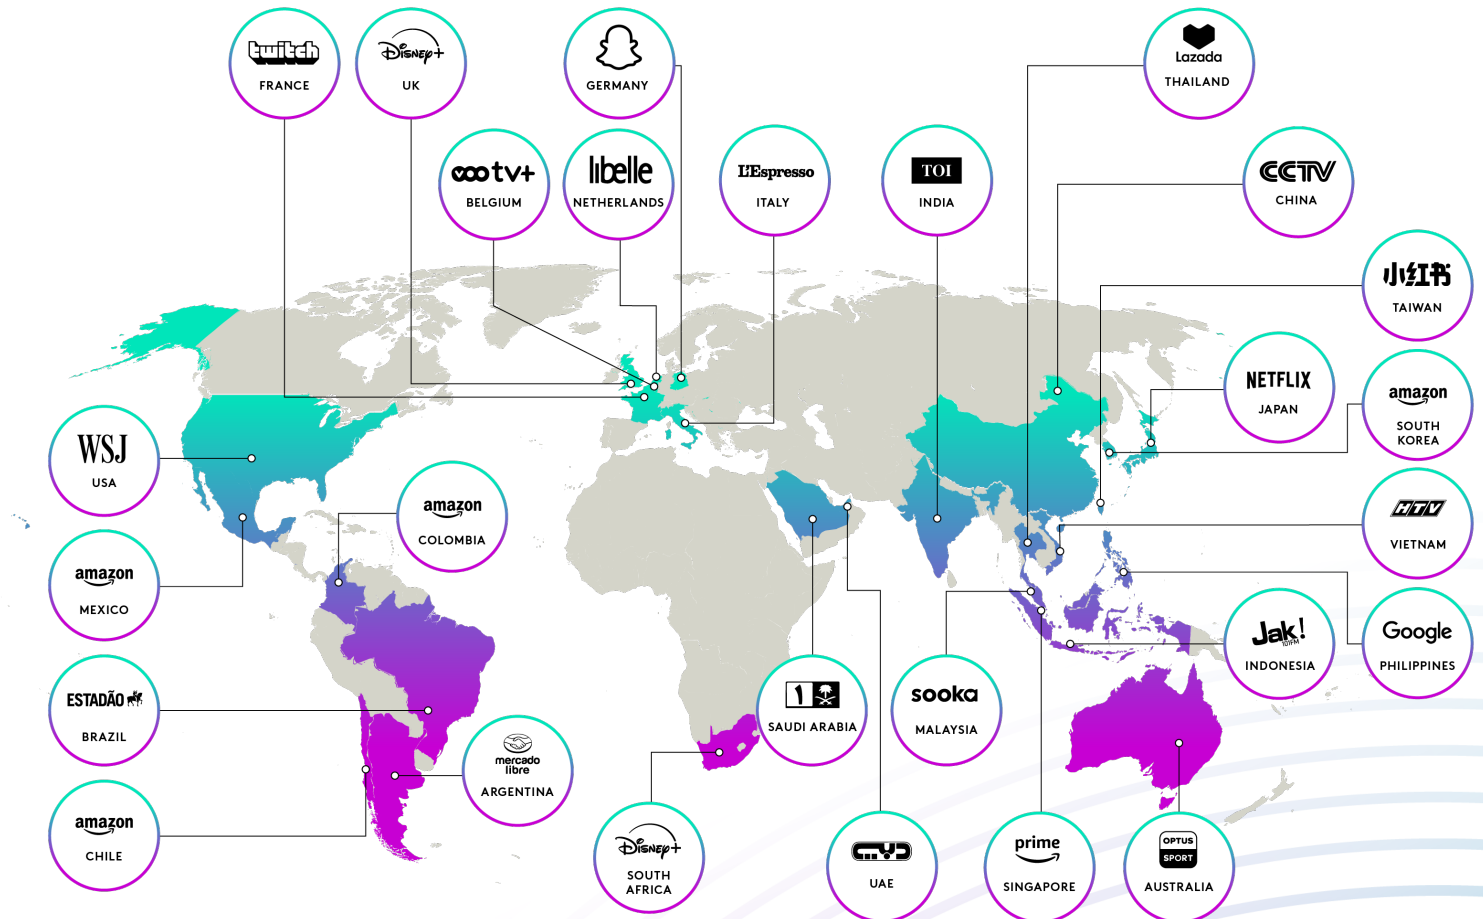 twitch
FRANCE
Disney+
UK
GERMANY
Lazada
THAILAND
voo tv+
BELGIUM
libelle
NETHERLANDS
L'Espresso
ITALY
TOI
INDIA
CCTV
CHINA
小红书
TAIWAN
NETFLIX
JAPAN
amazon
SOUTH
KOREA
WSJ
USA
amazon
COLOMBIA
HTV
VIETNAM
amazon
MEXICO
Jak!
101FM
INDONESIA
Google
PHILIPPINES
ESTADÃO
BRAZIL
mercado
libre
ARGENTINA
١
SAUDI ARABIA
sooka
MALAYSIA
amazon
CHILE
Disney+
SOUTH
AFRICA
UAE
prime
SINGAPORE
OPTUS
SPORT
AUSTRALIA